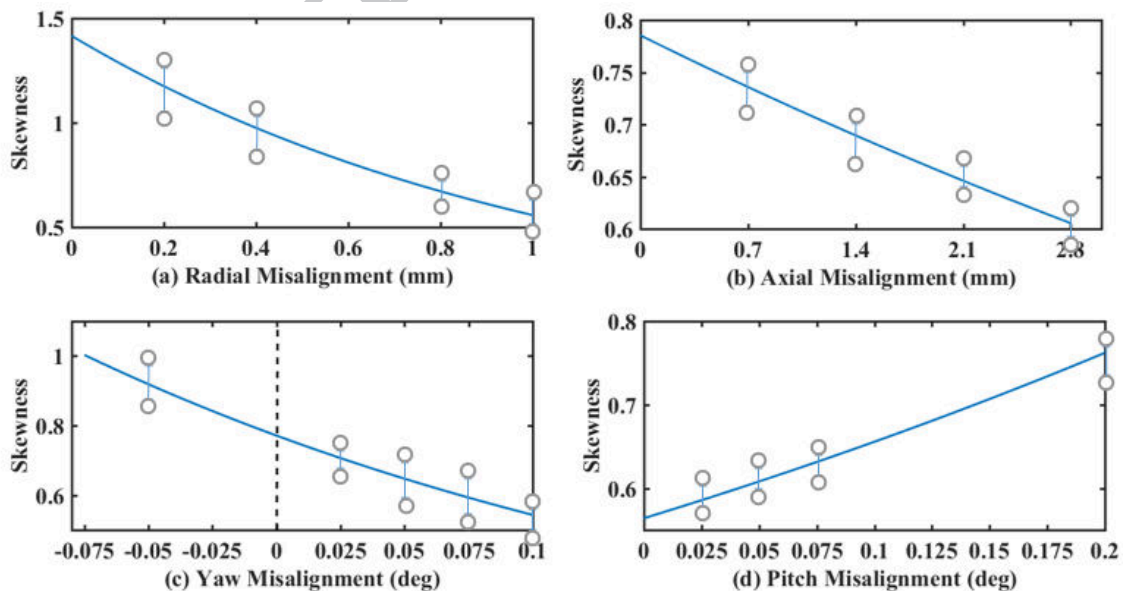 1.5
1
0.5
Skewness
0 0.2 0.4 0.6 0.8 1
(a) Radial Misalignment (mm)
0.8
0.75
0.7
0.65
0.6
Skewness
0 0.7 1.4 2.1 2.8
(b) Axial Misalignment (mm)
1
0.8
0.6
Skewness
-0.075 -0.05 -0.025 0 0.025 0.05 0.075 0.1
(c) Yaw Misalignment (deg)
0.8
0.7
0.6
Skewness
0 0.025 0.05 0.075 0.1 0.125 0.15 0.175 0.2
(d) Pitch Misalignment (deg)